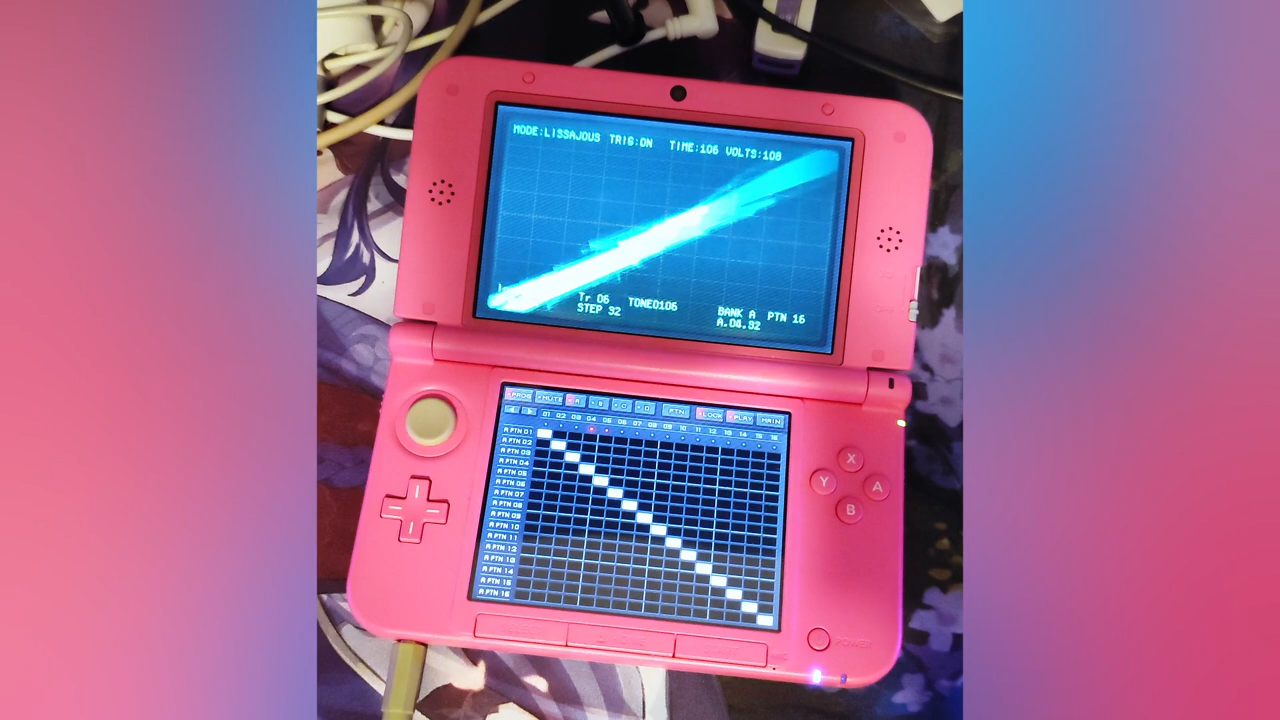 MODE:LISSAJOUS TRIG:ON TIME:106 VOLTS:108
Tr 06 TONE0106 BANK A PTN 16
STEP 32 A.04.32
PROG MUTE A B C D PTN LOCK PLAY MAIN
01 02 03 04 05 06 07 08 09 10 11 12 13 14 15 16
A PTN 01
A PTN 02
A PTN 03
A PTN 04
A PTN 05
A PTN 06
A PTN 07
A PTN 08
A PTN 09
A PTN 10
A PTN 11
A PTN 12
A PTN 13
A PTN 14
A PTN 15
A PTN 16
X
Y A
B
POWER